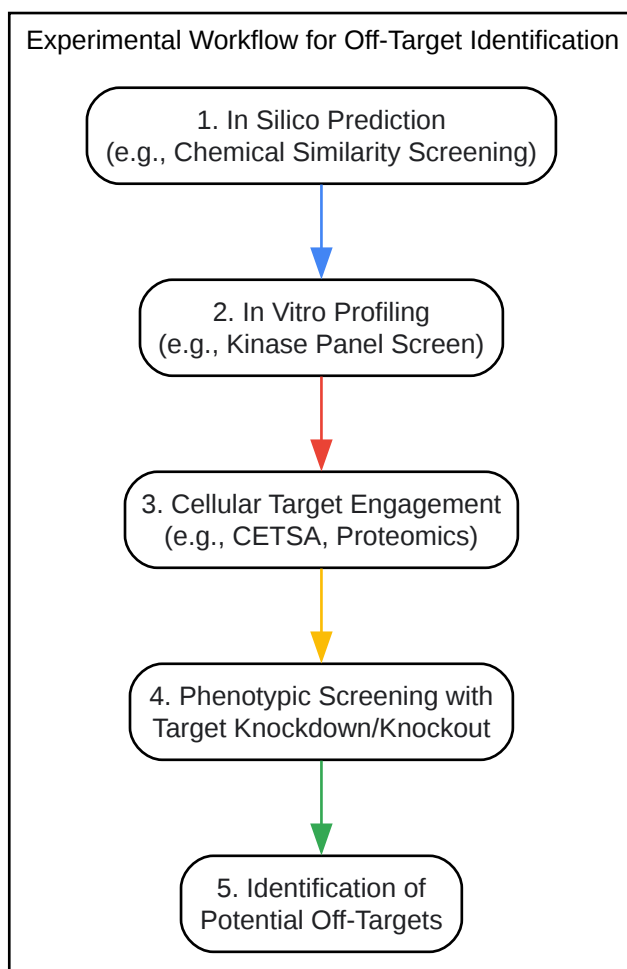 Experimental Workflow for Off-Target Identification
1. In Silico Prediction
(e.g., Chemical Similarity Screening)
2. In Vitro Profiling
(e.g., Kinase Panel Screen)
3. Cellular Target Engagement
(e.g., CETSA, Proteomics)
4. Phenotypic Screening with
Target Knockdown/Knockout
5. Identification of
Potential Off-Targets